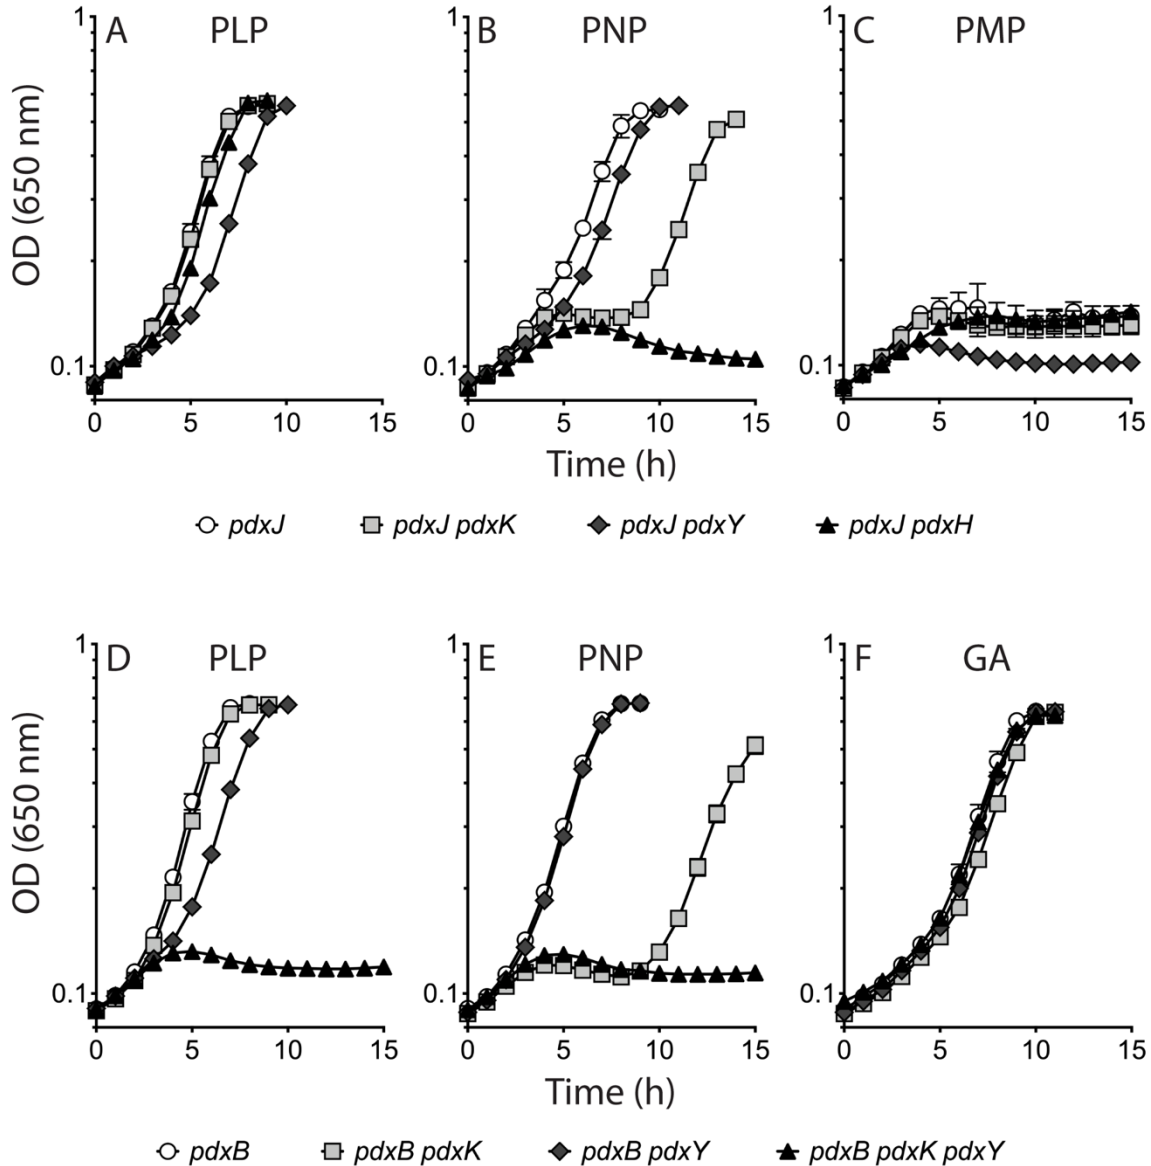 A PLP
B PNP
C PMP
1
0.1
OD (650 nm)
0 5 10 15
0 5 10 15
0 5 10 15
1
0.1
1
0.1
Time (h)
pdxJ pdxJ pdxK pdxJ pdxY pdxJ pdxH
D PLP
E PNP
F GA
1
0.1
OD (650 nm)
0 5 10 15
0 5 10 15
0 5 10 15
1
0.1
1
0.1
Time (h)
pdxB pdxB pdxK pdxB pdxY pdxB pdxK pdxY